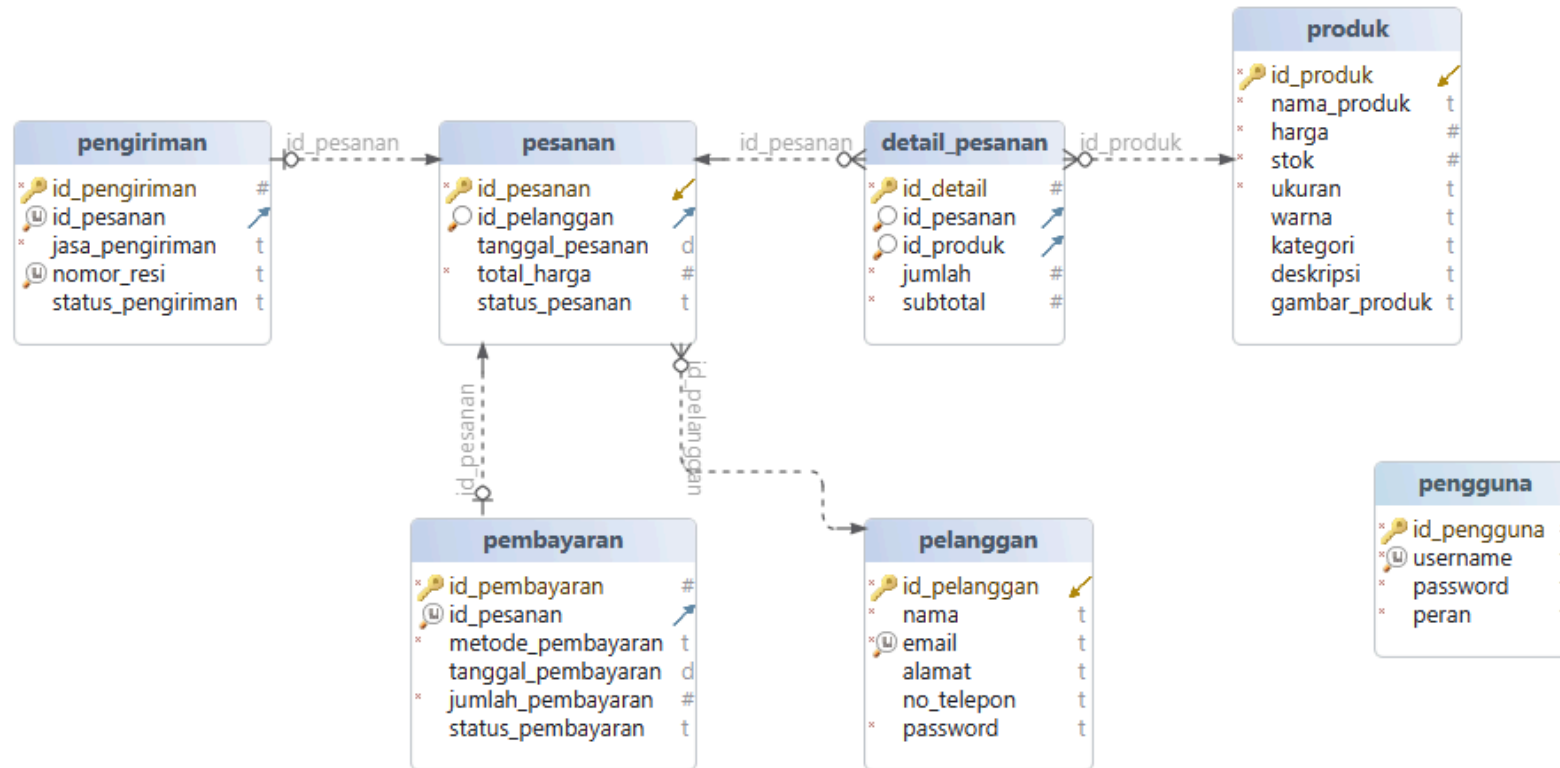 produk
id_produk
nama_produk t
harga #
stok #
ukuran t
warna t
kategori t
deskripsi t
gambar_produk t
pengiriman
id_pengiriman #
id_pesanan
jasa_pengiriman t
nomor_resi t
status_pengiriman t
id_pesanan
pesanan
id_pesanan
id_pelanggan
tanggal_pesanan d
total_harga #
status_pesanan t
id_pesanan
detail_pesanan
id_detail #
id_pesanan
id_produk
jumlah #
subtotal #
id_produk
id_pesanan
id_pelanggan
pembayaran
id_pembayaran #
id_pesanan
metode_pembayaran t
tanggal_pembayaran d
jumlah_pembayaran #
status_pembayaran t
pelanggan
id_pelanggan
nama t
email t
alamat t
no_telepon t
password t
pengguna
id_pengguna
username
password
peran